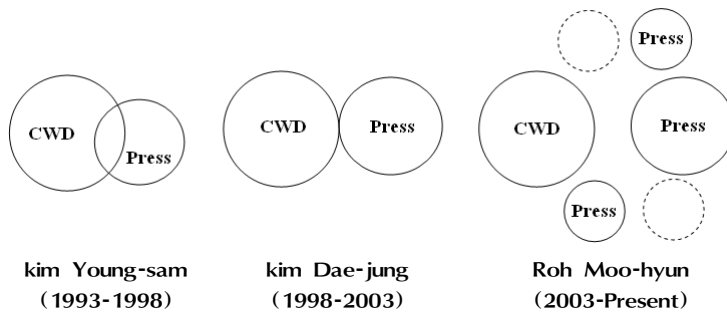 CWD
Press
CWD
Press
Press
CWD
Press
Press
kim Young-sam
(1993-1998)
kim Dae-jung
(1998-2003)
Roh Moo-hyun
(2003-Present)